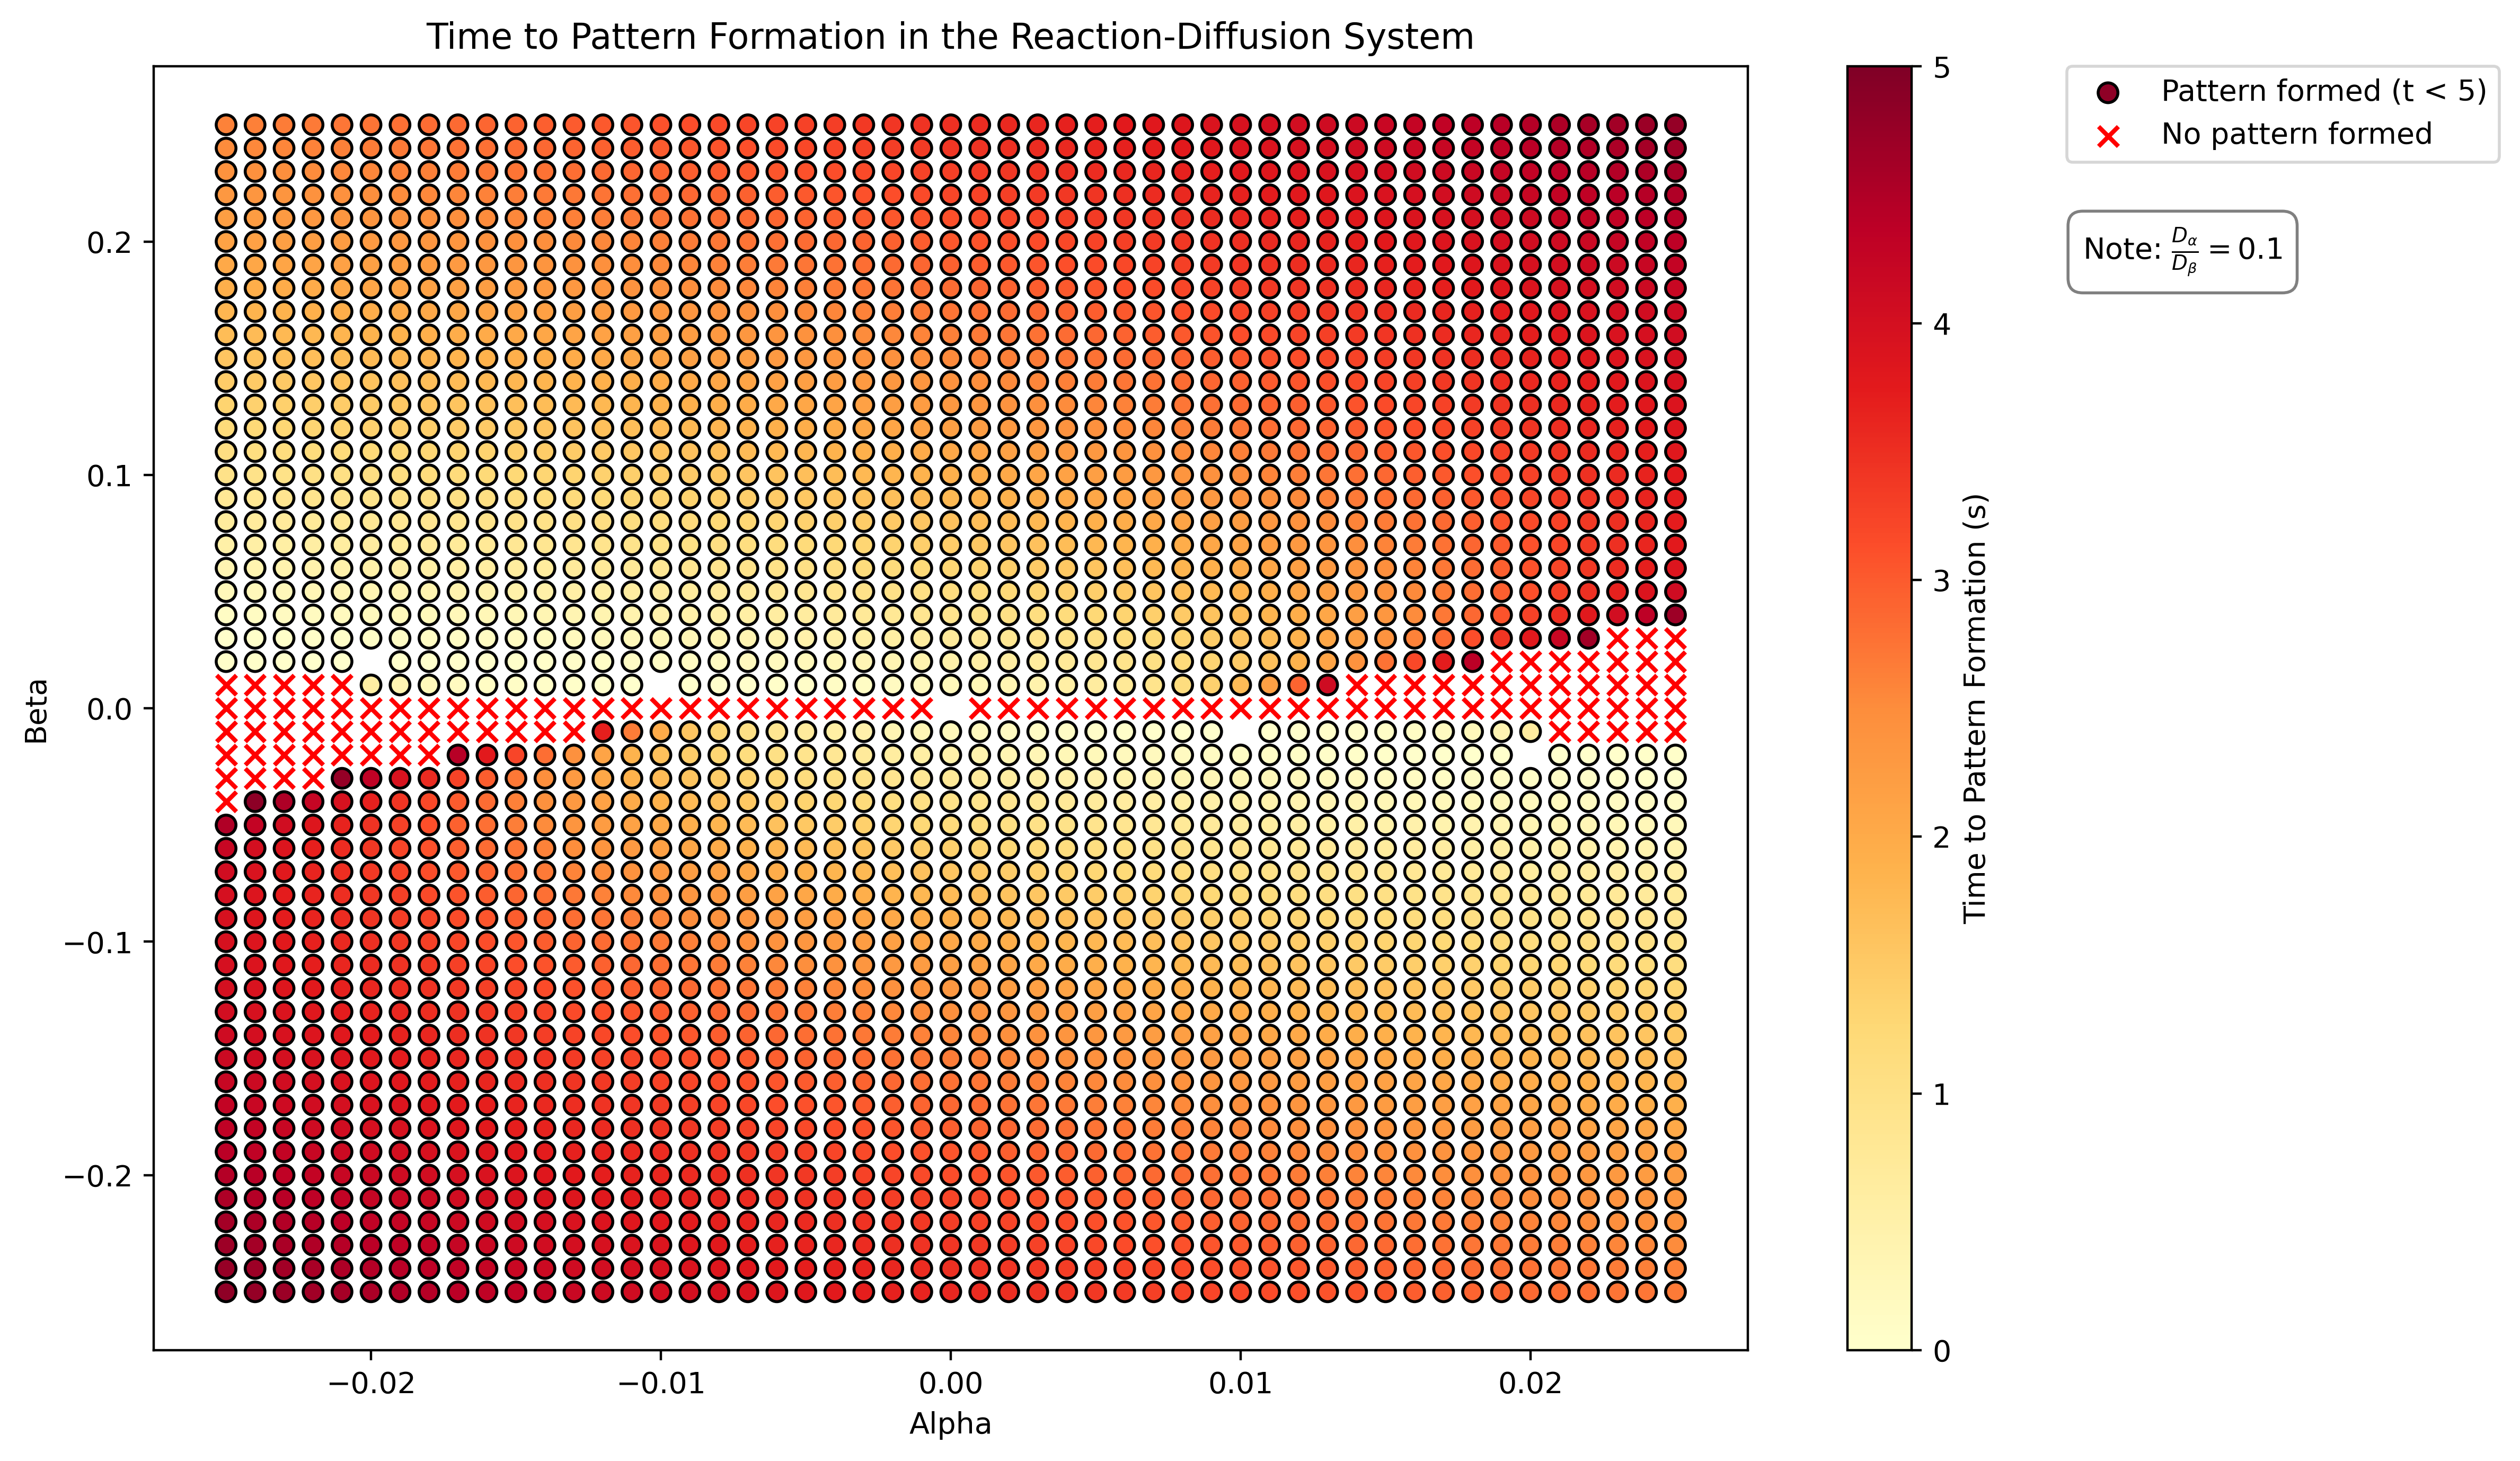 Time to Pattern Formation in the Reaction-Diffusion System
Beta
0.2
0.1
0.0
−0.1
−0.2
−0.02
−0.01
0.00
0.01
0.02
Alpha
5
4
3
2
1
0
Time to Pattern Formation (s)
Pattern formed (t < 5)
No pattern formed
Note: D_α/D_β = 0.1